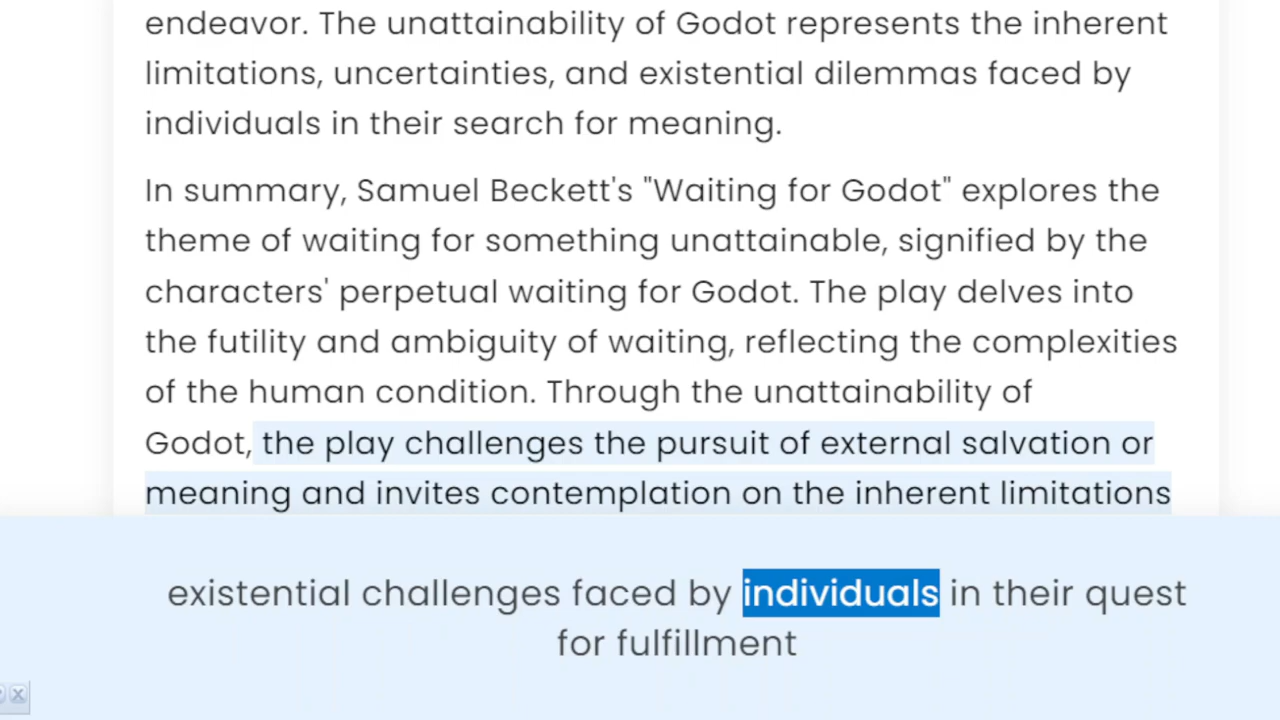 endeavor. The unattainability of Godot represents the inherent
limitations, uncertainties, and existential dilemmas faced by
individuals in their search for meaning.
In summary, Samuel Beckett's "Waiting for Godot" explores the
theme of waiting for something unattainable, signified by the
characters' perpetual waiting for Godot. The play delves into
the futility and ambiguity of waiting, reflecting the complexities
of the human condition. Through the unattainability of
Godot, the play challenges the pursuit of external salvation or
meaning and invites contemplation on the inherent limitations
existential challenges faced by individuals in their quest
for fulfillment